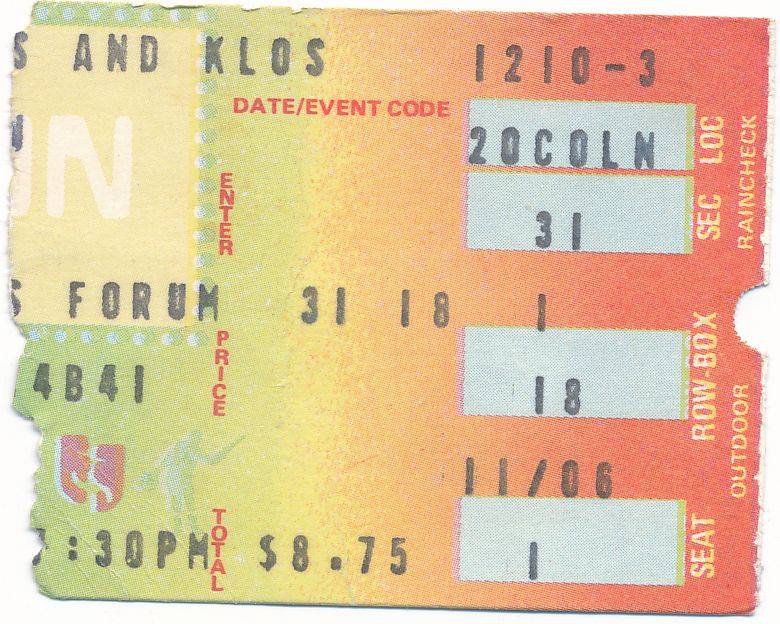 S AND KLOS 1210-3
DATE/EVENT CODE
20COLN LOC
RAINCHECK
IN
ENTER
31 SEC
S FORUM 31 18 1
PRICE
4B41
18 ROW-BOX
OUTDOOR
11/06
TOTAL
:30PM $8.75
1 SEAT